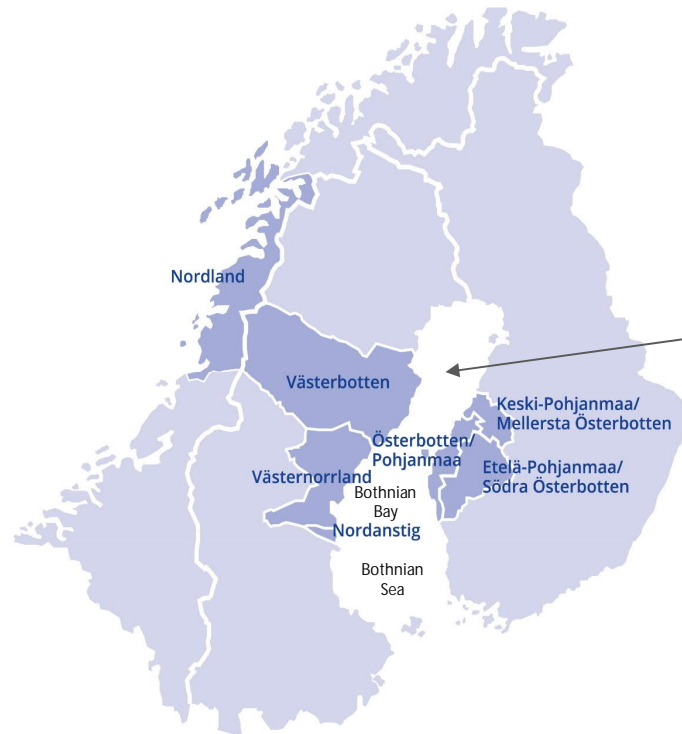 Nordland
Västerbotten
Keski-Pohjanmaa/
Mellersta Österbotten
Österbotten/
Pohjanmaa
Etelä-Pohjanmaa/
Södra Österbotten
Västernorrland
Bothnian
Bay
Nordanstig
Bothnian
Sea